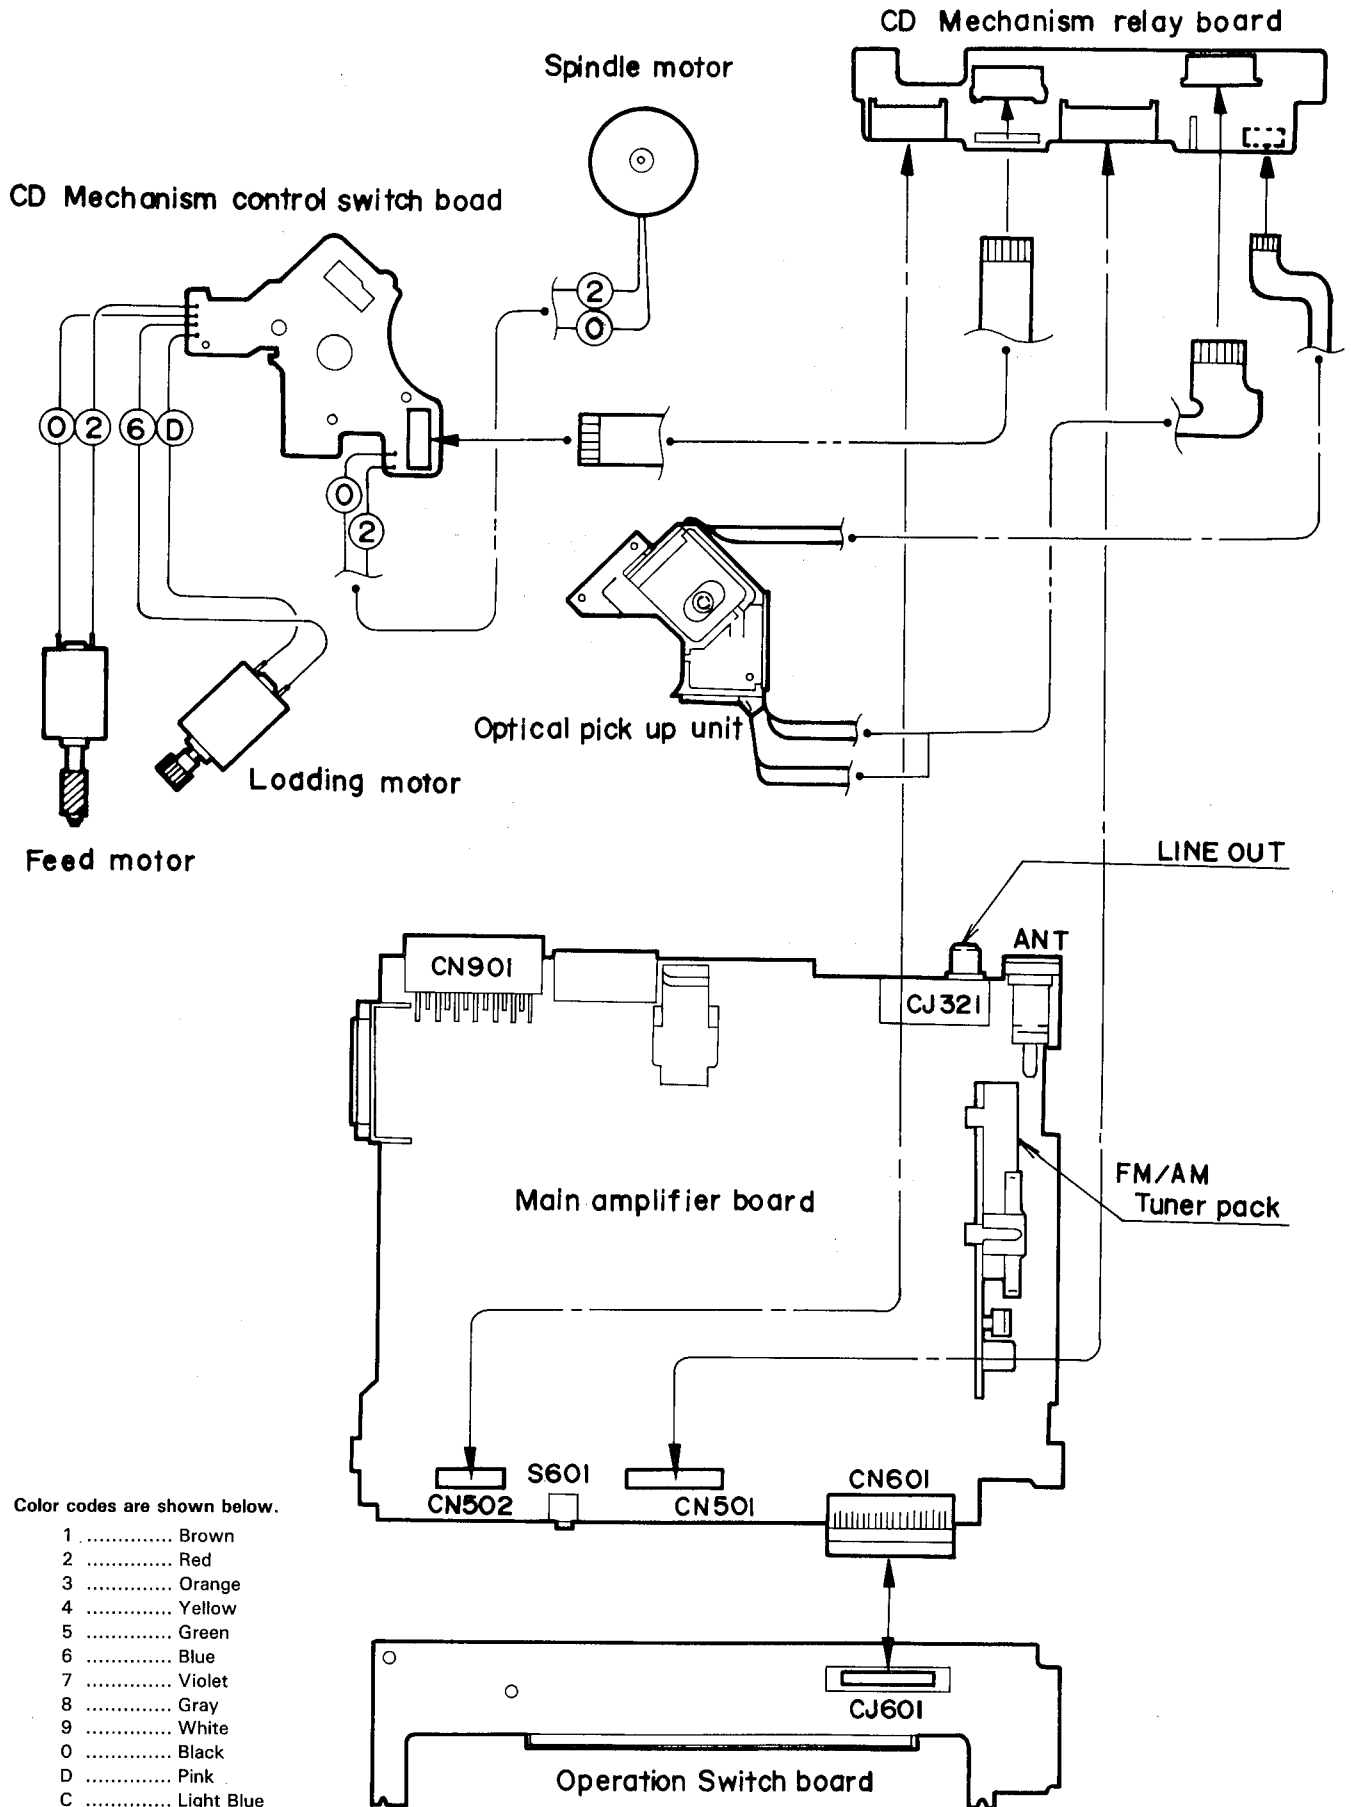 CD Mechanism relay board
Spindle motor
CD Mechanism control switch boad
2
0
0 2 6 D
0
2
Optical pick up unit
Loading motor
Feed motor
LINE OUT
ANT
CN901
CJ321
FM/AM
Tuner pack
Main amplifier board
S601
CN601
CN502
CN501
Color codes are shown below.
1 .............. Brown
2 .............. Red
3 .............. Orange
4 .............. Yellow
5 .............. Green
6 .............. Blue
7 .............. Violet
8 .............. Gray
9 .............. White
0 .............. Black
D .............. Pink
C .............. Light Blue
CJ601
Operation Switch board